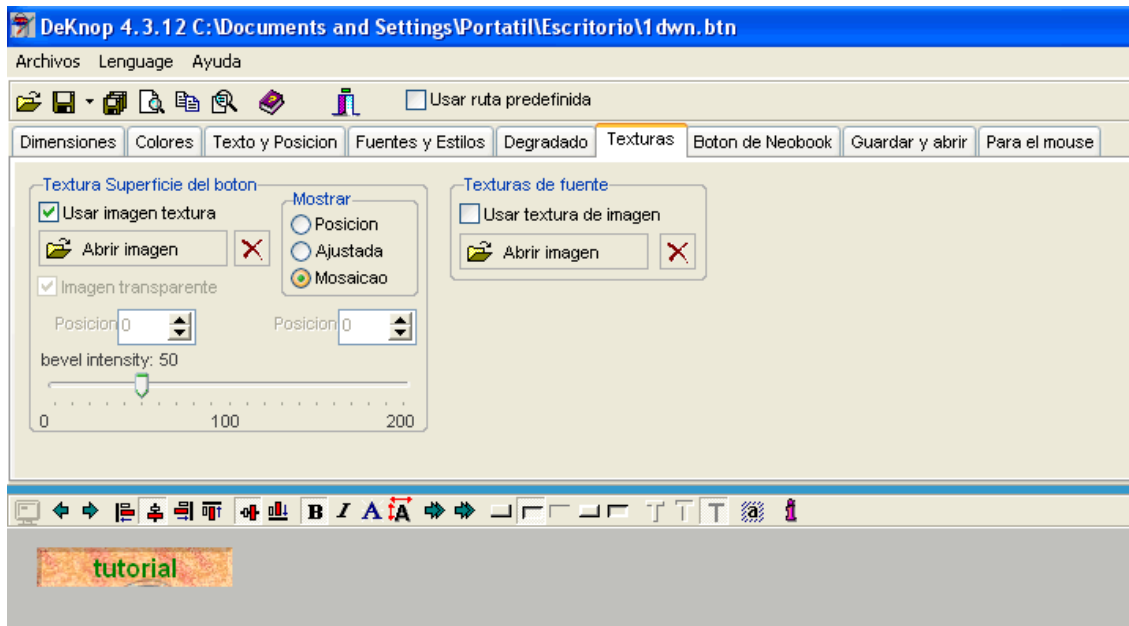 DeKnop 4.3.12 C:\Documents and Settings\Portatil\Escritorio\1dwn.btn
Archivos Lenguage Ayuda
Usar ruta predefinida
Dimensiones Colores Texto y Posicion Fuentes y Estilos Degradado Texturas Boton de Neobook Guardar y abrir Para el mouse
Textura Superficie del boton
Usar imagen textura
Abrir imagen
Imagen transparente
Mostrar
Posicion
Ajustada
Mosaicao
Posicion 0 Posicion 0
bevel intensity: 50
0 100 200
Texturas de fuente
Usar textura de imagen
Abrir imagen
B I A A T T T a i
tutorial